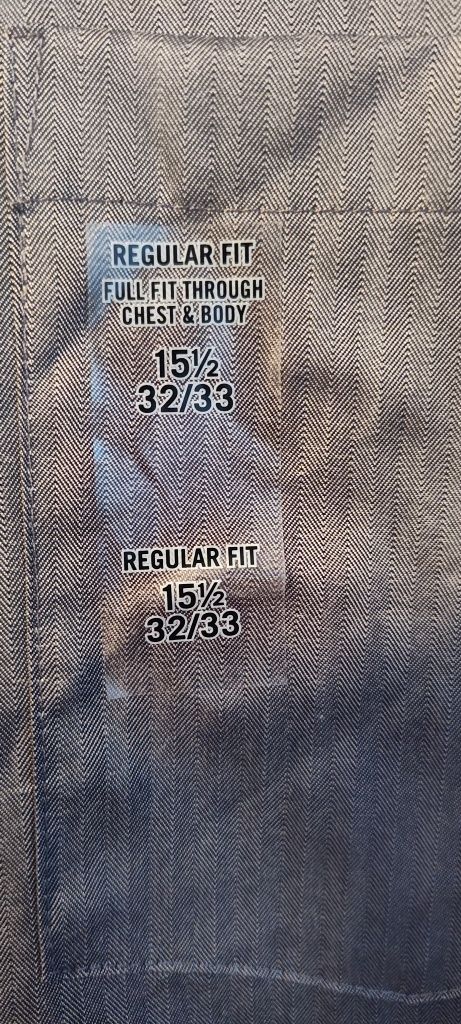 REGULAR FIT
FULL FIT THROUGH
CHEST & BODY
15½
32/33
REGULAR FIT
15½
32/33